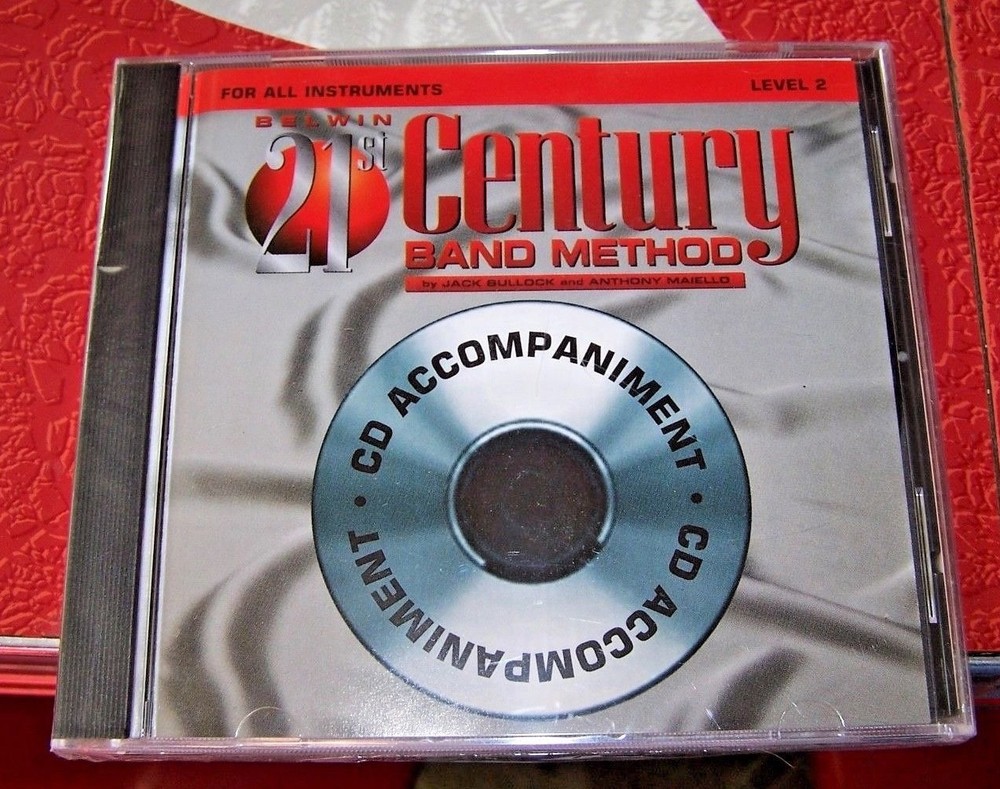 FOR ALL INSTRUMENTS
LEVEL 2
BELWIN
21st Century
BAND METHOD
by JACK BULLOCK and ANTHONY MAIELLO
CD ACCOMPANIMENT • CD ACCOMPANIMENT •